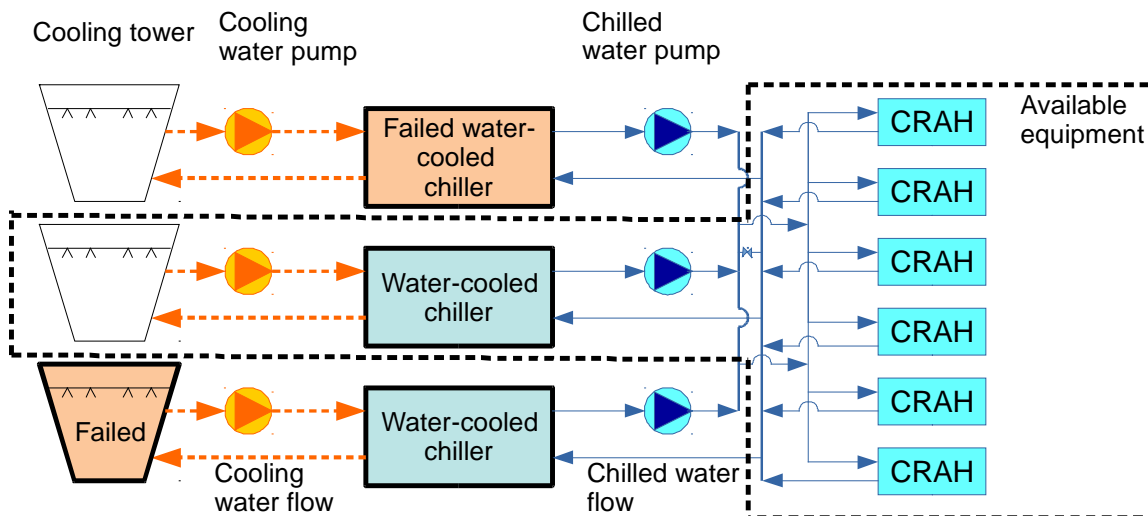 Cooling tower
Cooling
water pump
Chilled
water pump
Available
equipment
Failed water-
cooled
chiller
CRAH
CRAH
Water-cooled
chiller
CRAH
CRAH
Failed
Water-cooled
chiller
CRAH
CRAH
Cooling
water flow
Chilled water
flow